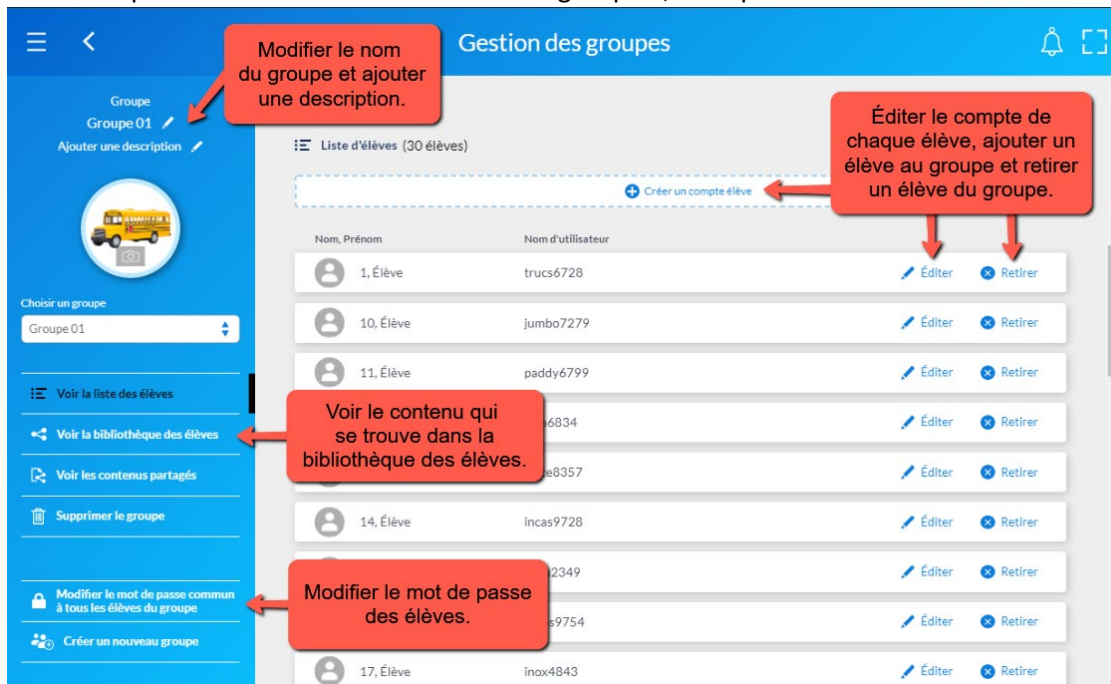 Gestion des groupes
Modifier le nom
du groupe et ajouter
une description.
Groupe
Groupe 01
Ajouter une description
Choisir un groupe
Groupe 01
Voir la liste des élèves
Voir la bibliothèque des élèves
Voir les contenus partagés
Supprimer le groupe
Modifier le mot de passe commun
à tous les élèves du groupe
Créer un nouveau groupe
Éditer le compte de
chaque élève, ajouter un
élève au groupe et retirer
un élève du groupe.
Liste d'élèves (30 élèves)
Créer un compte élève
Nom, Prénom Nom d'utilisateur
1, Élève trucs6728 Éditer Retirer
10, Élève jumbo7279 Éditer Retirer
11, Élève paddy6799 Éditer Retirer
Voir le contenu qui
se trouve dans la
bibliothèque des élèves.
6834 Éditer Retirer
8357 Éditer Retirer
14, Élève incas9728 Éditer Retirer
Modifier le mot de passe
des élèves.
2349 Éditer Retirer
9754 Éditer Retirer
17, Élève inox4843 Éditer Retirer